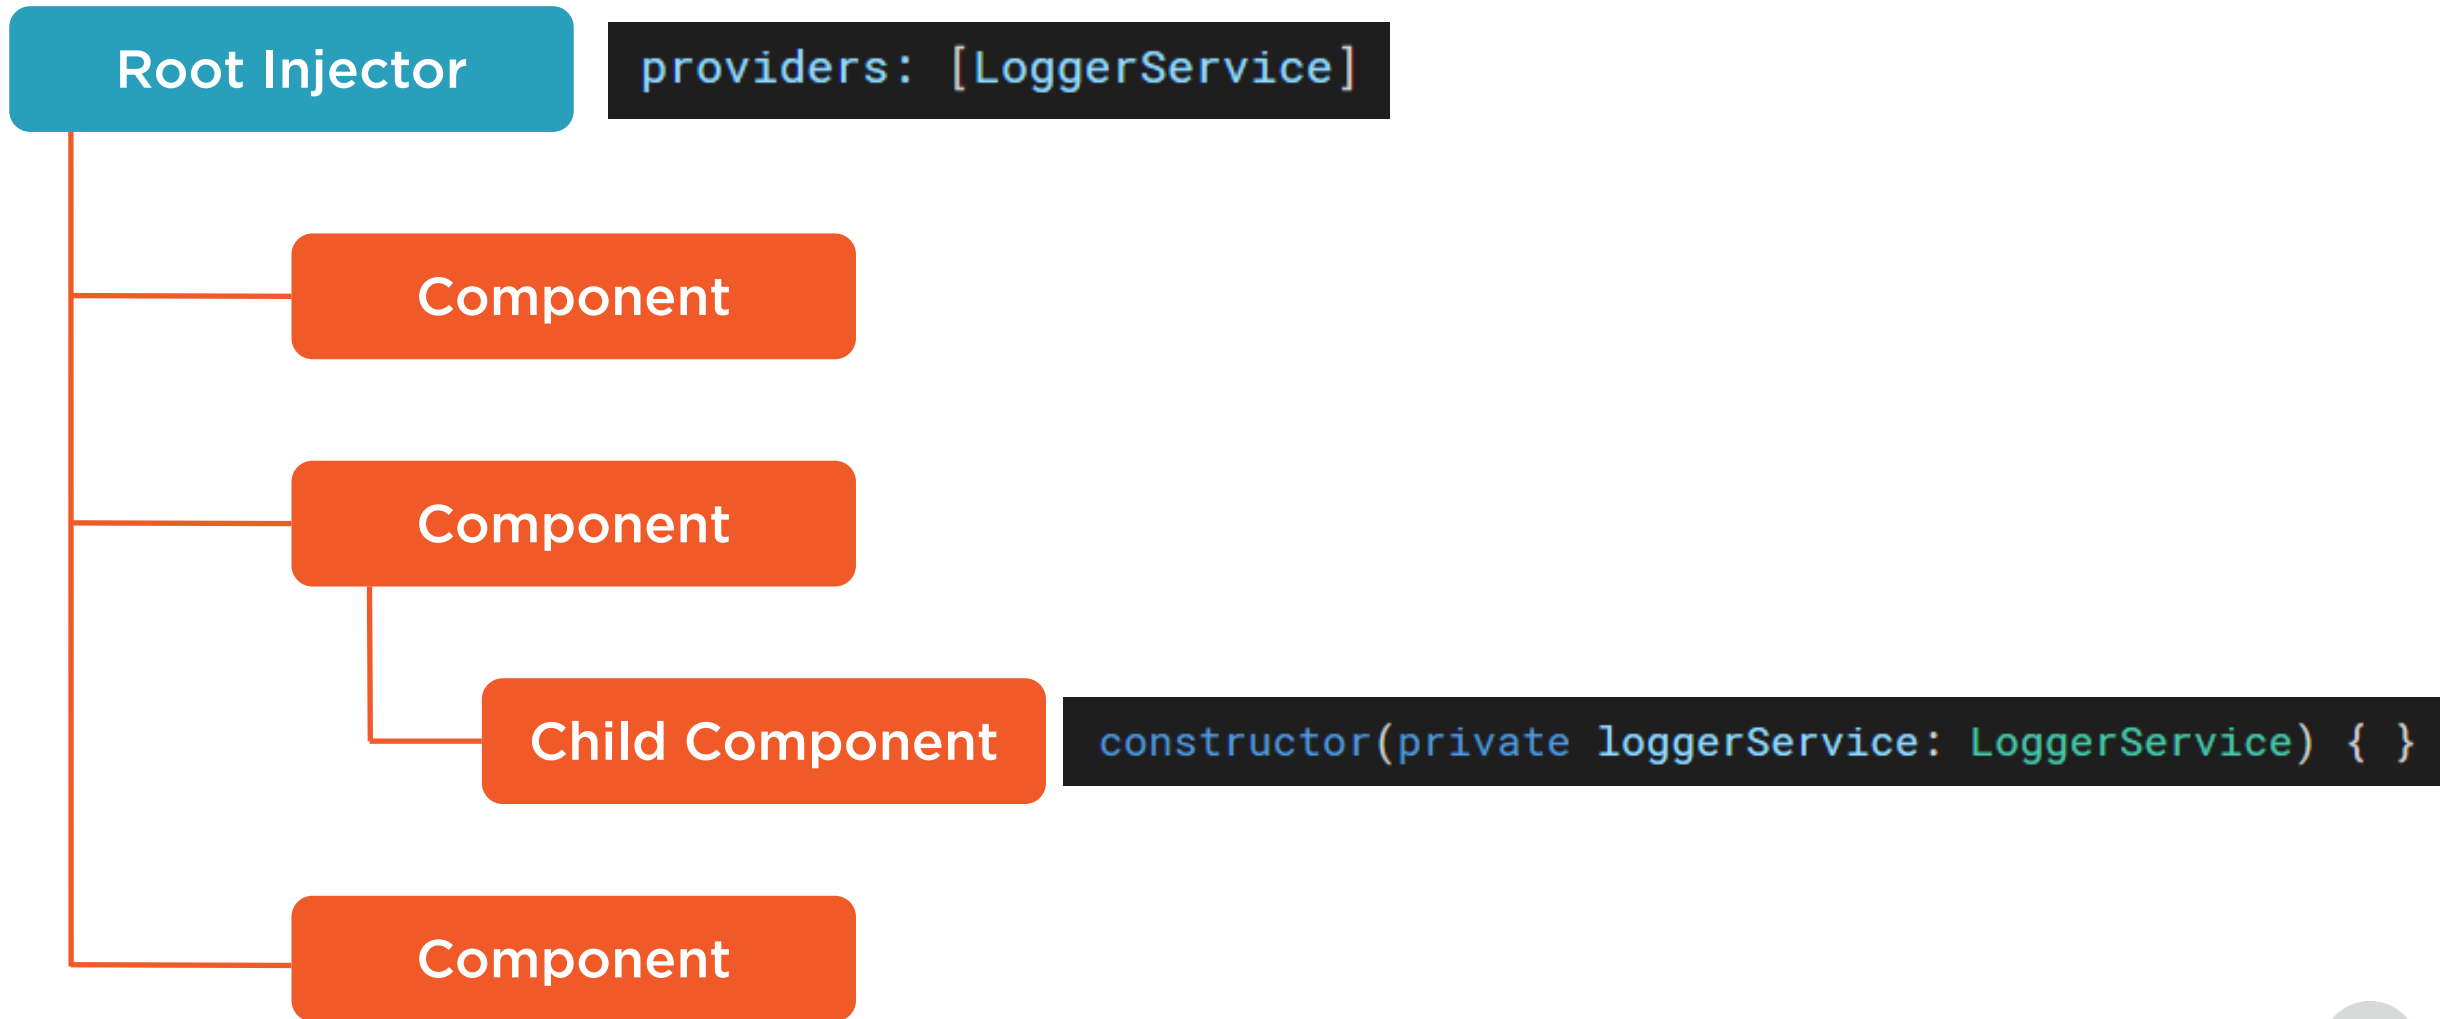 Root Injector
providers: [LoggerService]
Component
Component
Child Component
constructor(private loggerService: LoggerService) { }
Component